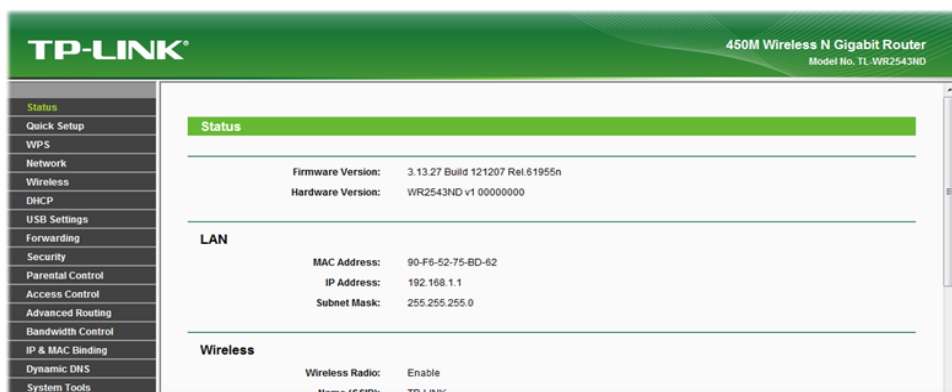 TP-LINK®
450M Wireless N Gigabit Router
Model No. TL-WR2543ND
Status
Quick Setup
WPS
Network
Wireless
DHCP
USB Settings
Forwarding
Security
Parental Control
Access Control
Advanced Routing
Bandwidth Control
IP & MAC Binding
Dynamic DNS
System Tools
Status
Firmware Version: 3.13.27 Build 121207 Rel.61955n
Hardware Version: WR2543ND v1 00000000
LAN
MAC Address: 90-F6-52-75-BD-62
IP Address: 192.168.1.1
Subnet Mask: 255.255.255.0
Wireless
Wireless Radio: Enable
Name (SSID): TP-LINK